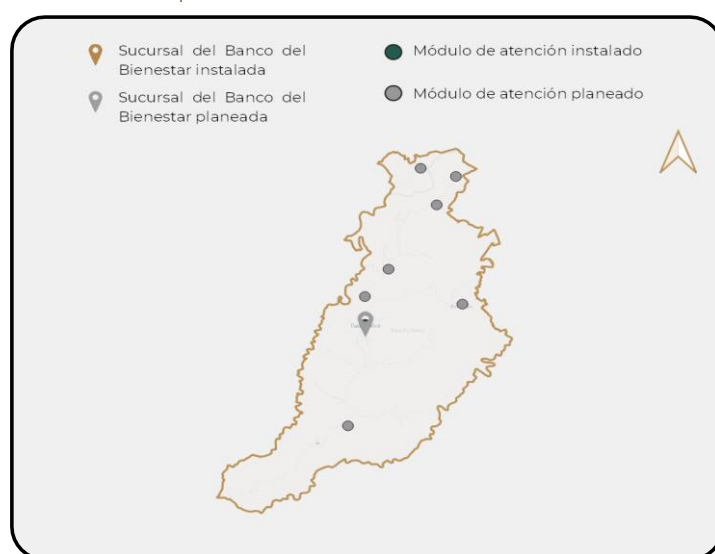 Sucursal del Banco del
Bienestar instalada
Sucursal del Banco del
Bienestar planeada
Módulo de atención instalado
Módulo de atención planeado